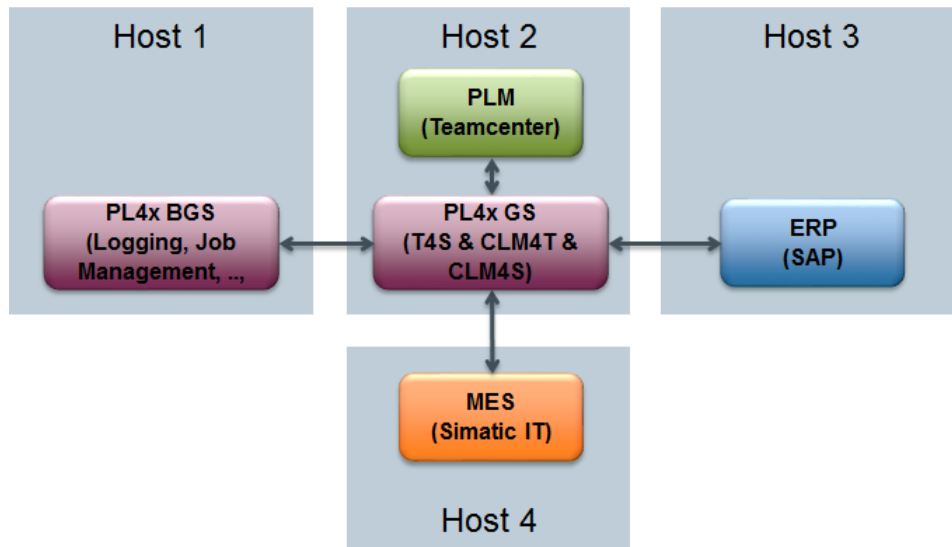 Host 1
Host 2
Host 3
PLM
(Teamcenter)
PL4x BGS
(Logging, Job
Management, ..,
PL4x GS
(T4S & CLM4T &
CLM4S)
ERP
(SAP)
MES
(Simatic IT)
Host 4